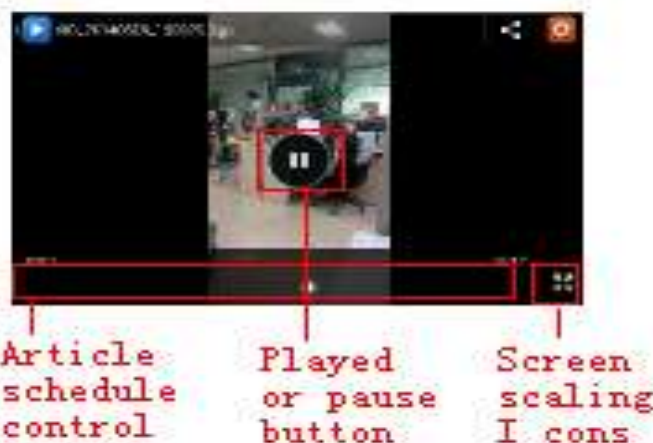 Article
schedule
control
Played
or pause
button
Screen
scaling
I cons